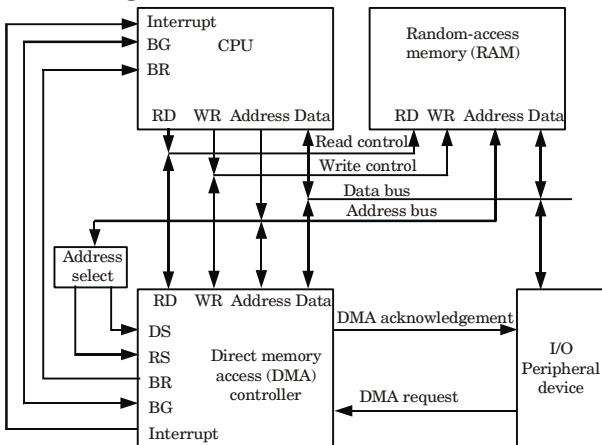 Interrupt
BG
CPU
BR
RD WR Address Data
Random-access
memory (RAM)
RD WR Address Data
Read control
Write control
Data bus
Address bus
Address
select
RD WR Address Data
DS
RS
BR
BG
Interrupt
Direct memory
access (DMA)
controller
DMA acknowledgement
DMA request
I/O
Peripheral
device